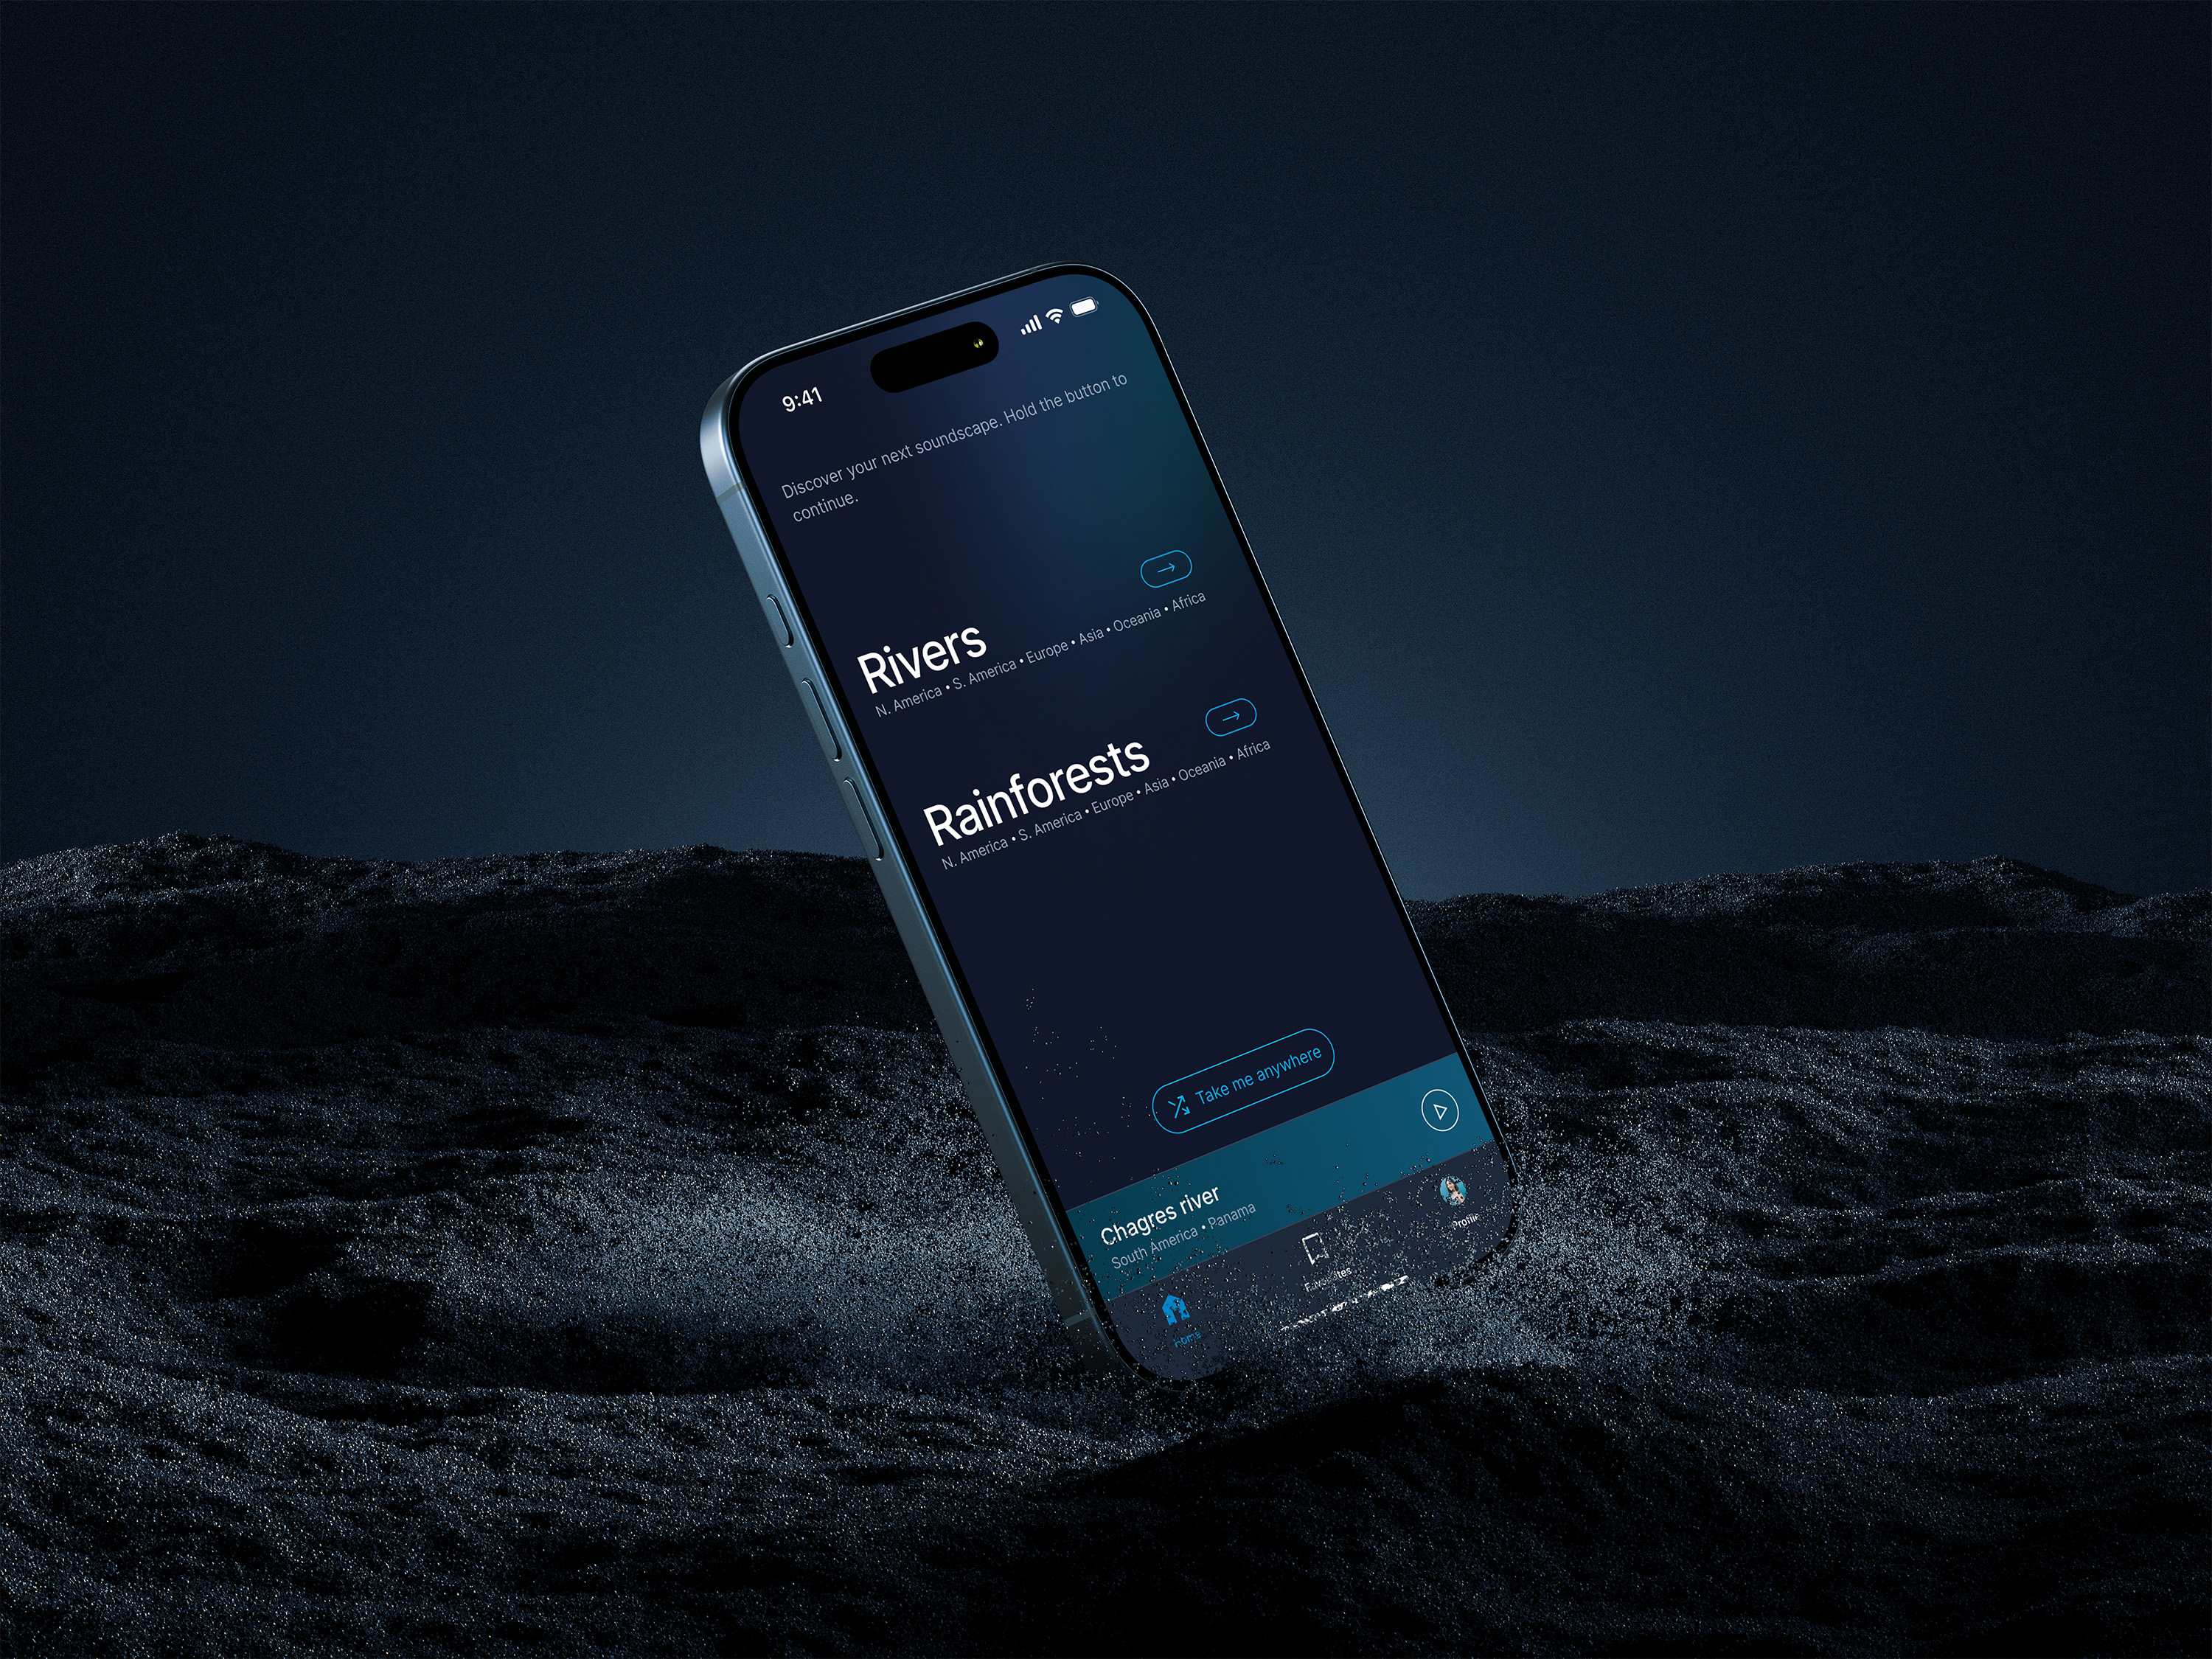 9:41
Discover your next soundscape. Hold the button to
continue.
Rivers
N. America • S. America • Europe • Asia • Oceania • Africa
Rainforests
N. America • S. America • Europe • Asia • Oceania • Africa
Take me anywhere
Chagres river
South America • Panama
Home
Favourites
Profile